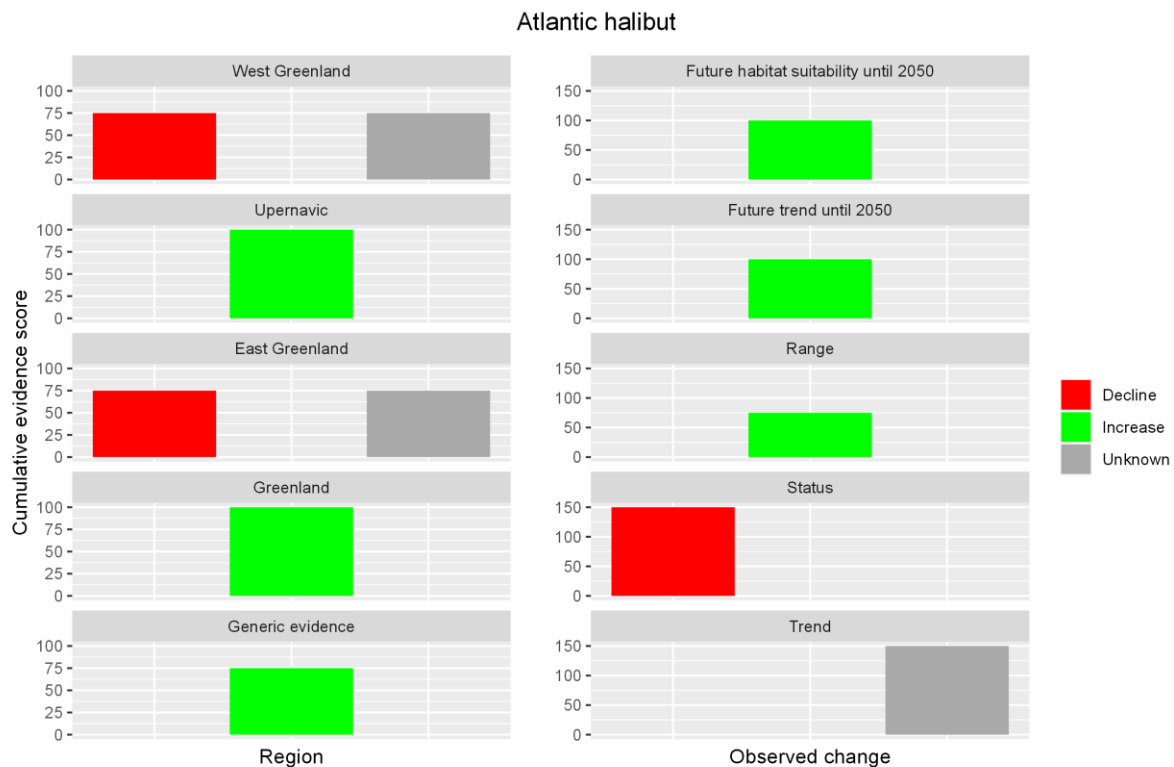 Atlantic halibut
Cumulative evidence score
West Greenland
100
75
50
25
0
Upernavic
100
75
50
25
0
East Greenland
100
75
50
25
0
Greenland
100
75
50
25
0
Generic evidence
100
75
50
25
0
Region
Future habitat suitability until 2050
150
100
50
0
Future trend until 2050
150
100
50
0
Range
150
100
50
0
Status
150
100
50
0
Trend
150
100
50
0
Observed change
Decline
Increase
Unknown